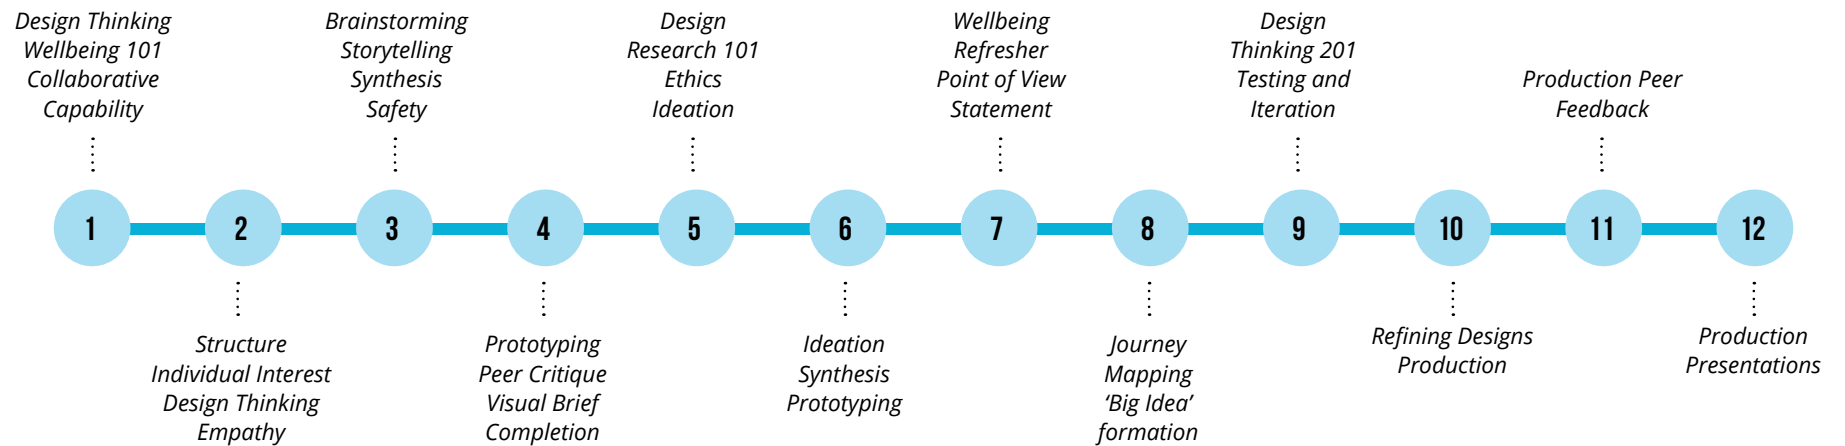 Design Thinking
Wellbeing 101
Collaborative
Capability
Brainstorming
Storytelling
Synthesis
Safety
Design
Research 101
Ethics
Ideation
Wellbeing
Refresher
Point of View
Statement
Design
Thinking 201
Testing and
Iteration
Production Peer
Feedback
1
2
3
4
5
6
7
8
9
10
11
12
Structure
Individual Interest
Design Thinking
Empathy
Prototyping
Peer Critique
Visual Brief
Completion
Ideation
Synthesis
Prototyping
Journey
Mapping
‘Big Idea’
formation
Refining Designs
Production
Production
Presentations